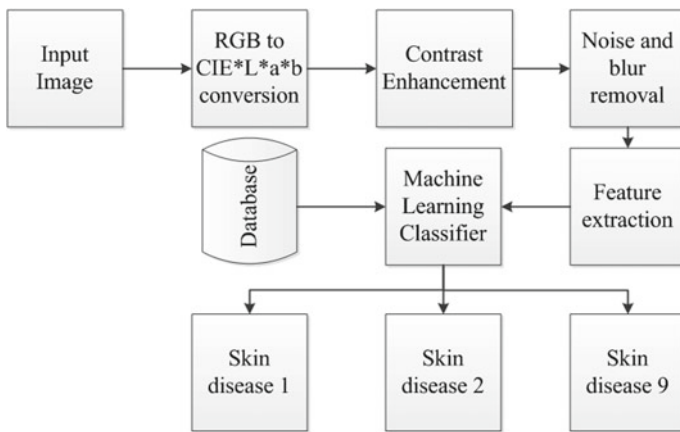 Input
Image
RGB to
CIE*L*a*b
conversion
Contrast
Enhancement
Noise and
blur
removal
Database
Machine
Learning
Classifier
Feature
extraction
Skin
disease 1
Skin
disease 2
Skin
disease 9